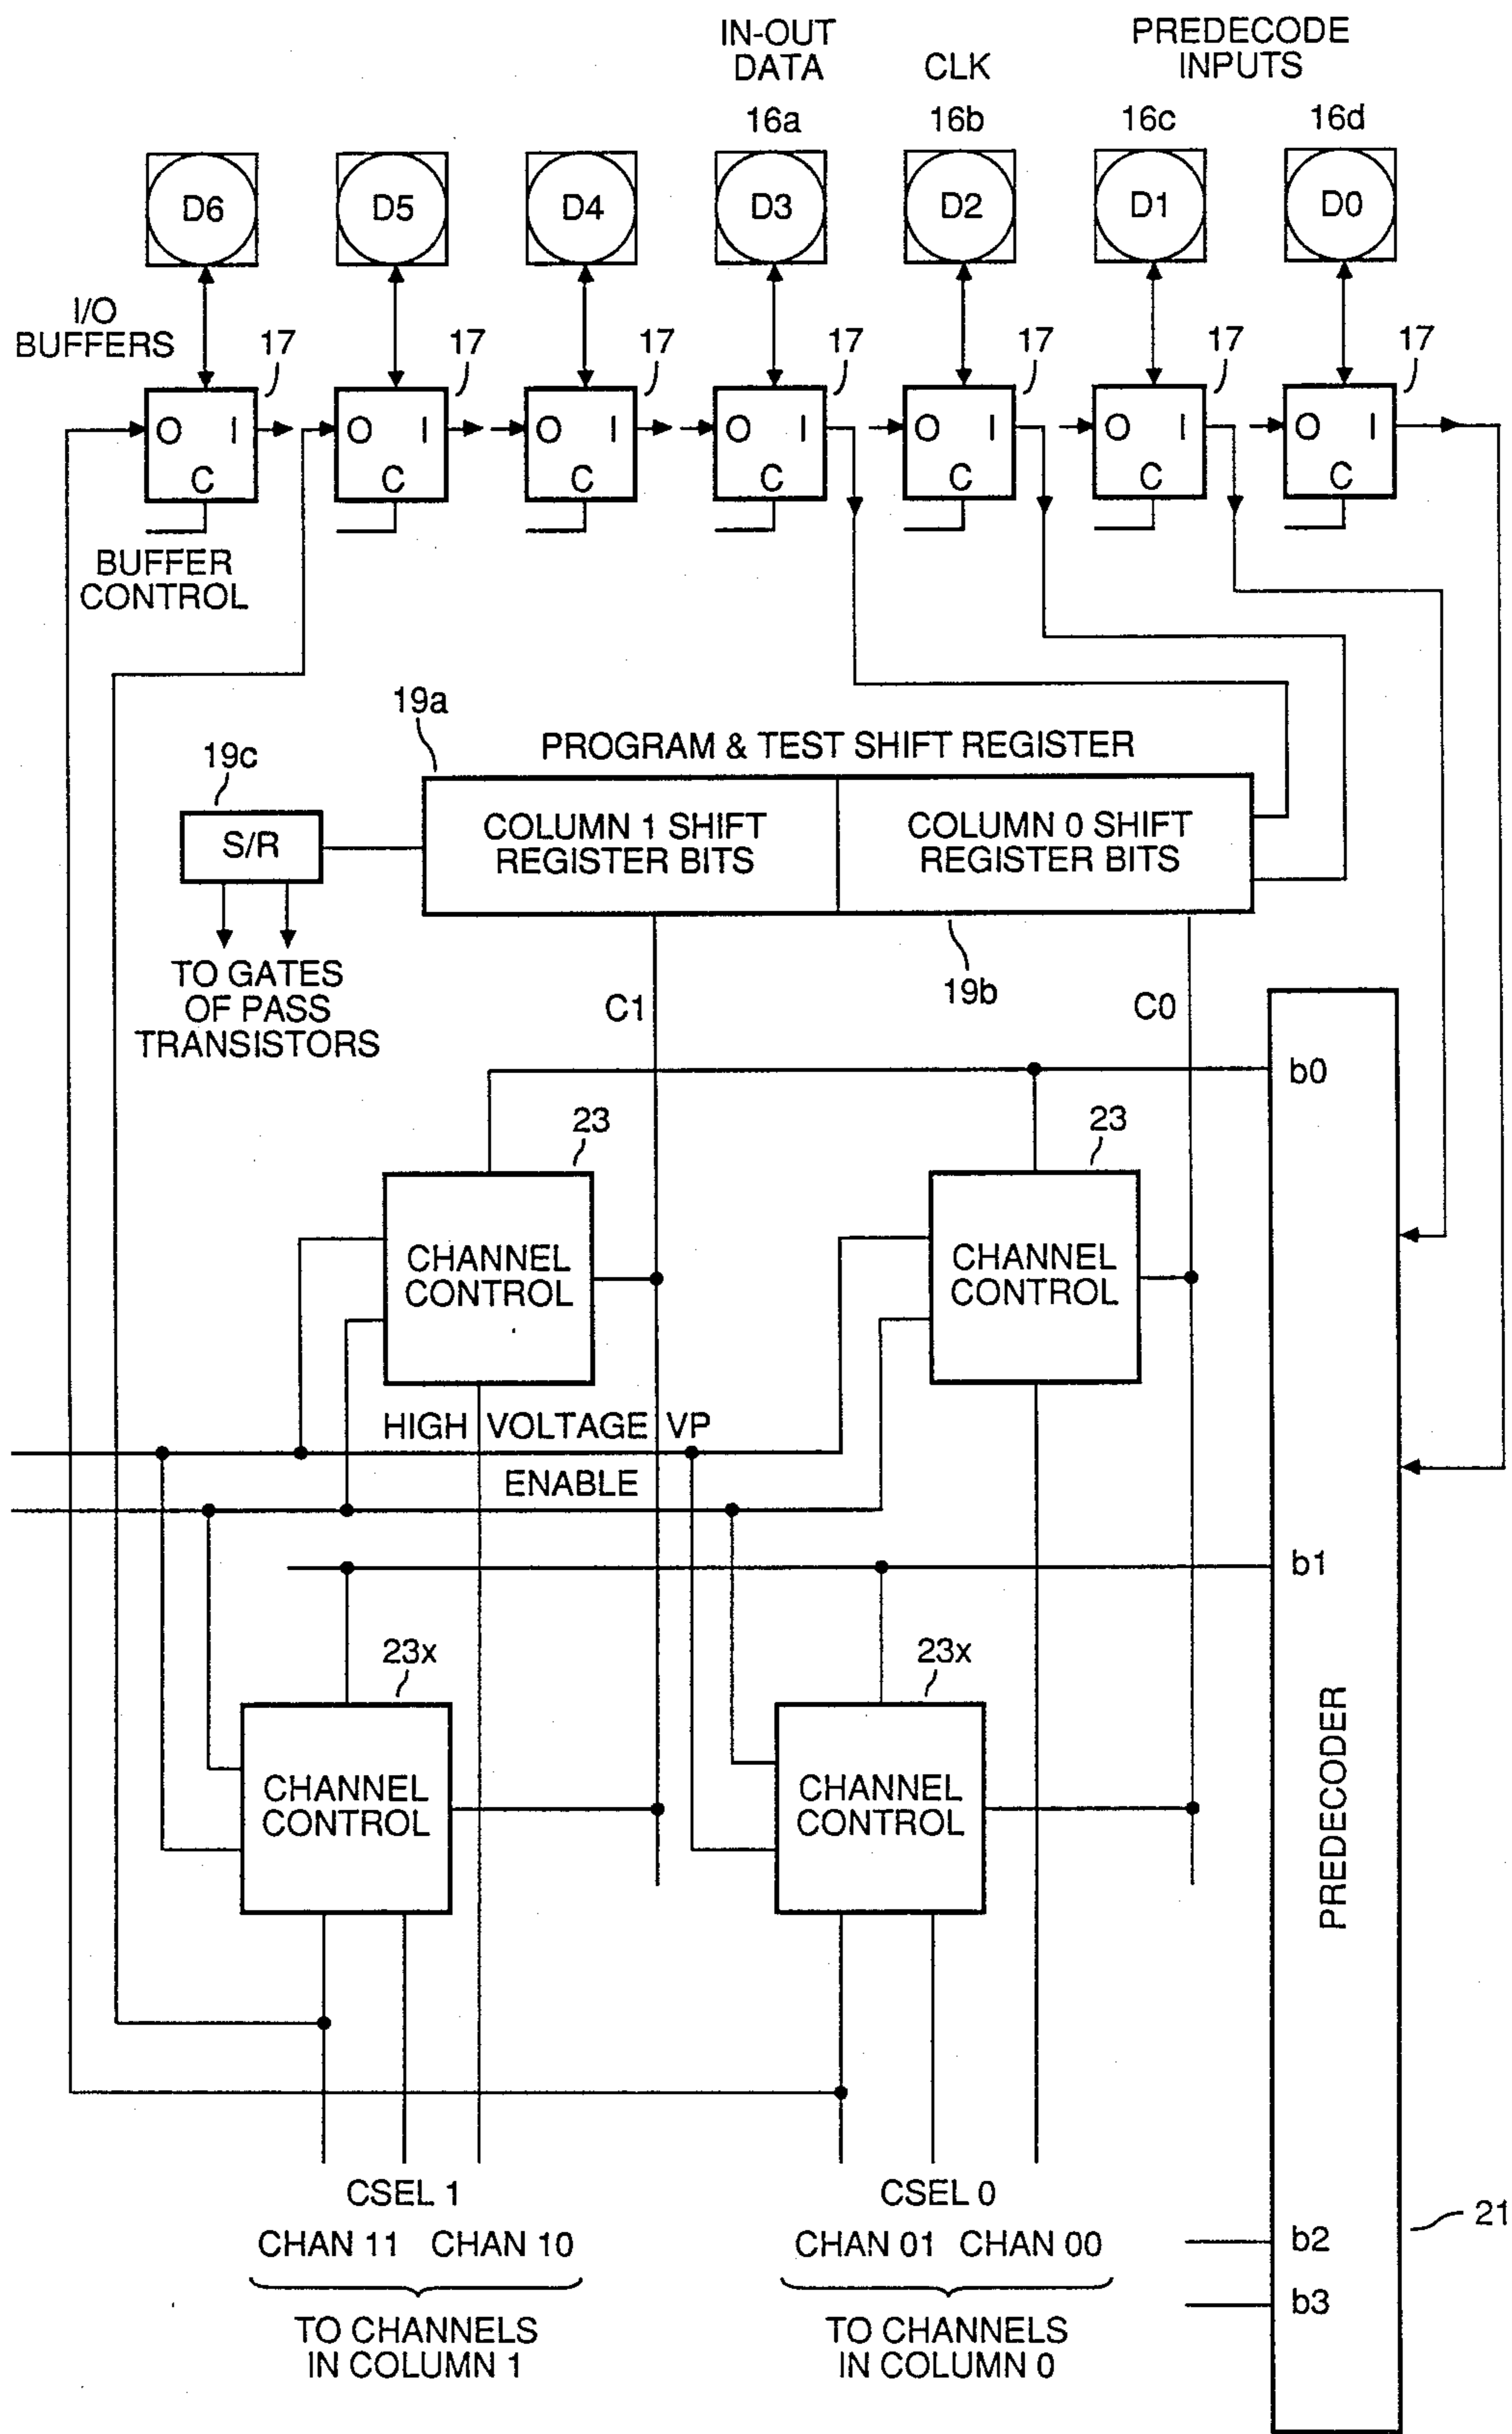 IN-OUT
DATA
CLK
PREDECODE
INPUTS
16a
16b
16c
16d
D6
D5
D4
D3
D2
D1
D0
I/O
BUFFERS
17
17
17
17
17
17
17
O I
C
O I
C
O I
C
O I
C
O I
C
O I
C
O I
C
BUFFER
CONTROL
19a
PROGRAM & TEST SHIFT REGISTER
19c
S/R
COLUMN 1 SHIFT
REGISTER BITS
COLUMN 0 SHIFT
REGISTER BITS
TO GATES
OF PASS
TRANSISTORS
19b
C1
C0
b0
23
23
CHANNEL
CONTROL
CHANNEL
CONTROL
HIGH VOLTAGE VP
ENABLE
b1
23x
23x
CHANNEL
CONTROL
CHANNEL
CONTROL
PREDECODER
CSEL 1
CSEL 0
CHAN 11 CHAN 10
CHAN 01 CHAN 00
21
b2
b3
TO CHANNELS
IN COLUMN 1
TO CHANNELS
IN COLUMN 0